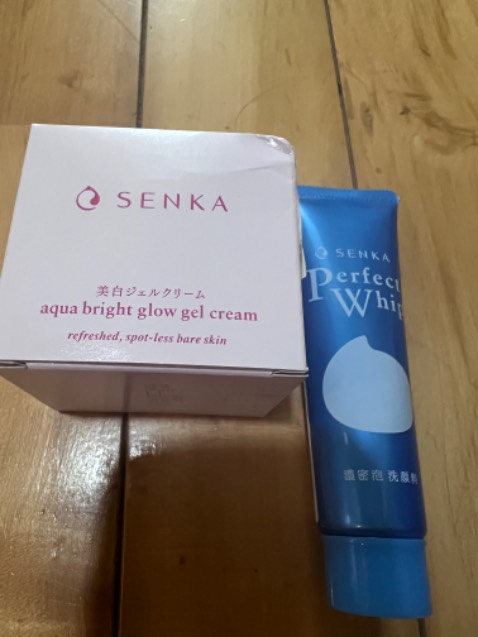 SENKA
美白ジェルクリーム
aqua bright glow gel cream
refreshed, spot-less bare skin
SENKA
Perfect
Whip
濃密泡 洗顔料